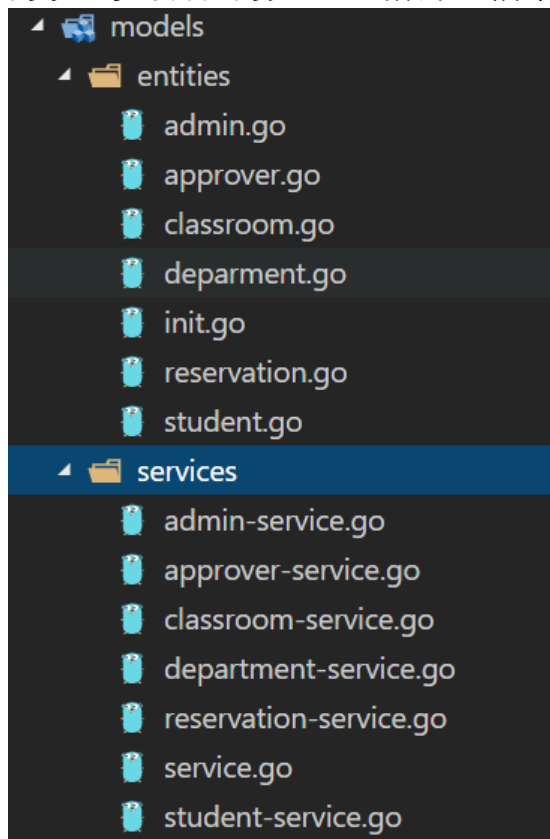 models
entities
admin.go
approver.go
classroom.go
deparment.go
init.go
reservation.go
student.go
services
admin-service.go
approver-service.go
classroom-service.go
department-service.go
reservation-service.go
service.go
student-service.go